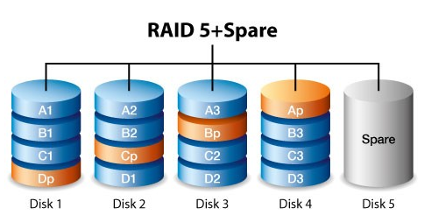 RAID 5+Spare
A1 A2 A3 Ap
B1 B2 Bp B3 Spare
C1 Cp C2 C3
Dp D1 D2 D3
Disk 1 Disk 2 Disk 3 Disk 4 Disk 5